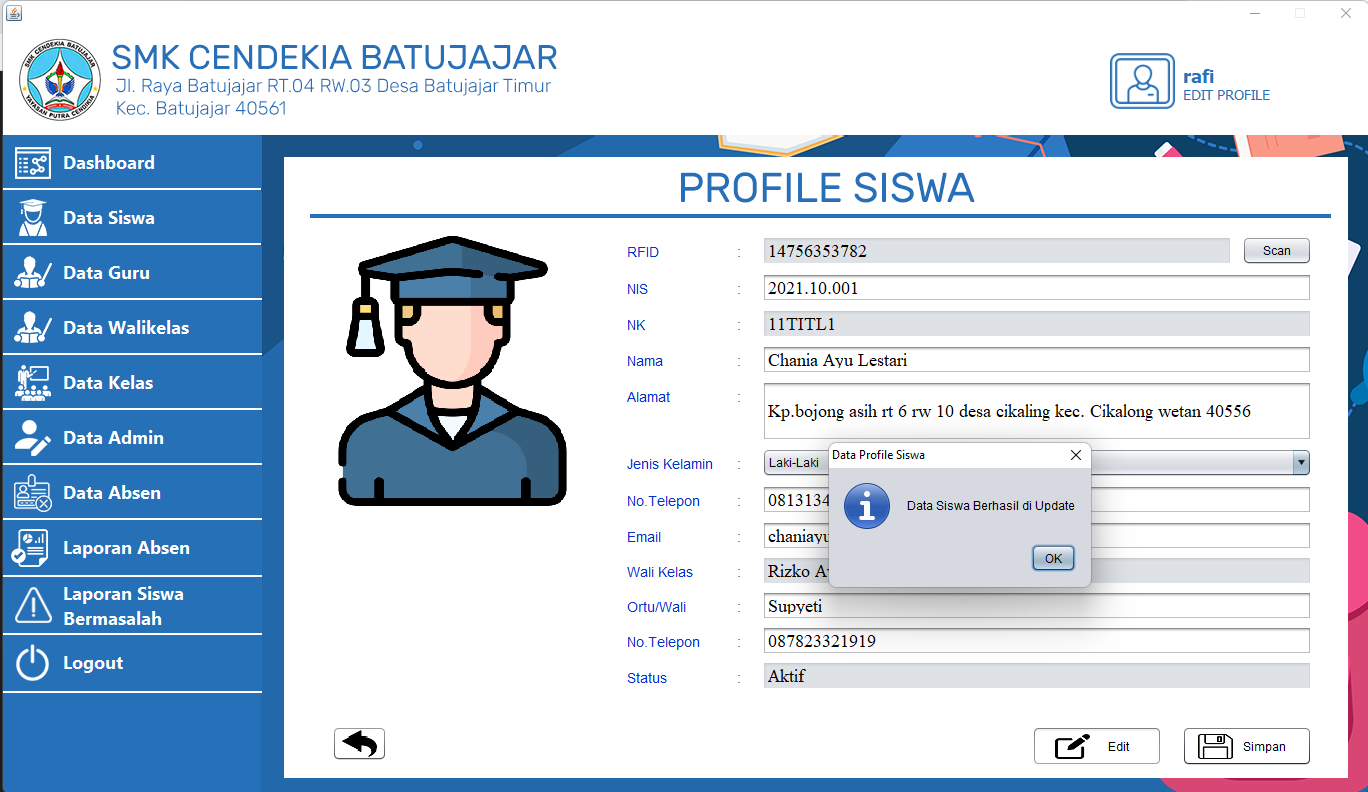 SMK CENDEKIA BATUJAJAR
Jl. Raya Batujajar RT.04 RW.03 Desa Batujajar Timur
Kec. Batujajar 40561
SMK CENDEKIA BATUJAJAR
YAYASAN PUTRA CENDIKIA
rafi
EDIT PROFILE
Dashboard
Data Siswa
Data Guru
Data Walikelas
Data Kelas
Data Admin
Data Absen
Laporan Absen
Laporan Siswa
Bermasalah
Logout
PROFILE SISWA
RFID : 14756353782 Scan
NIS : 2021.10.001
NK : 11TITL1
Nama : Chania Ayu Lestari
Alamat : Kp.bojong asih rt 6 rw 10 desa cikaling kec. Cikalong wetan 40556
Jenis Kelamin : Laki-Laki
No.Telepon : 081313
Email : chaniayu
Wali Kelas : Rizko
Ortu/Wali : Supyeti
No.Telepon : 087823321919
Status : Aktif
Data Profile Siswa
Data Siswa Berhasil di Update
OK
Edit
Simpan